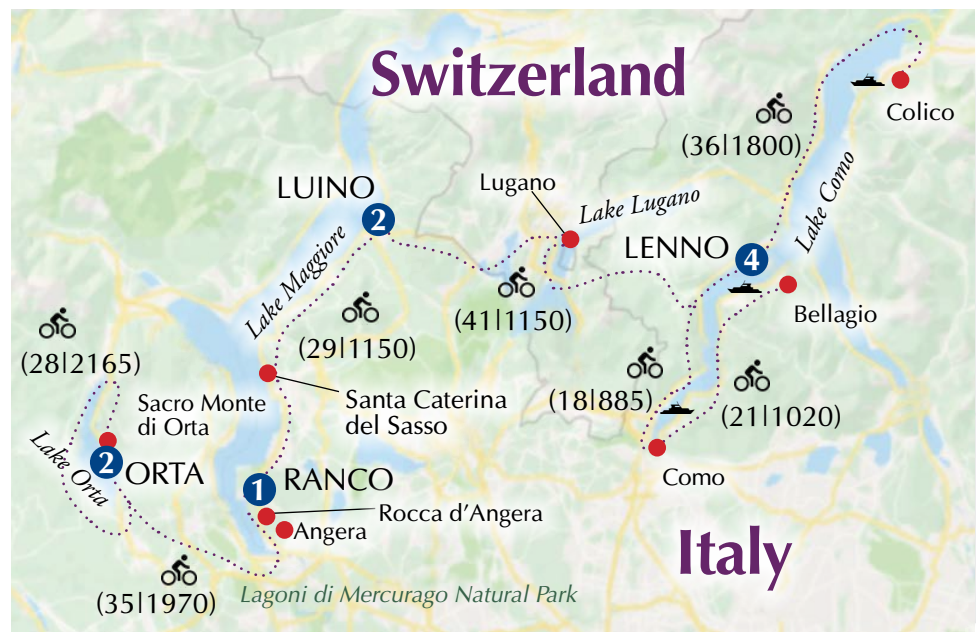 Switzerland
Colico
(36|1800)
Lake Como
LUINO
2
Lugano
Lake Lugano
LENNO
4
Lake Maggiore
(41|1150)
Bellagio
(29|1150)
(28|2165)
Sacro Monte
di Orta
Santa Caterina
del Sasso
(18|885)
(21|1020)
Lake Orta
2
ORTA
1
RANCO
Como
Rocca d’Angera
Angera
Italy
(35|1970)
Lagoni di Mercurago Natural Park